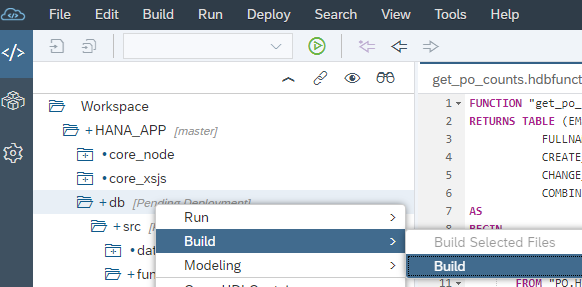 File Edit Build Run Deploy Search View Tools Help
</>
get_po_counts.hdbfunct
Workspace
+ HANA_APP [master]
• core_node
• core_xsjs
+ db [Pending Deployment]
+ src
• dat
+ fun
Run >
Build >
Modeling >
Build Selected Files
Build
1 FUNCTION "get_po_
2 RETURNS TABLE (EM
3 FULLNA
4 CREATE_
5 CHANGE_
6 COMBIN
7 AS
8 BEGIN
11 FROM "PO.H